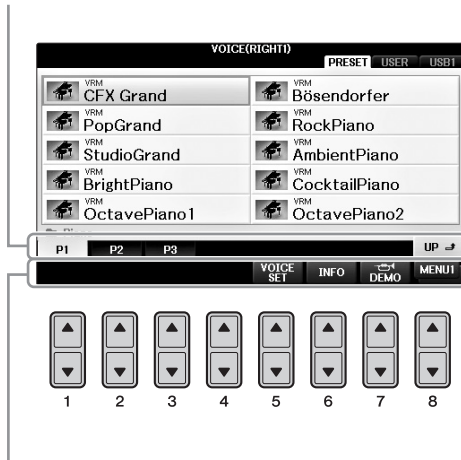 VOICE(RIGHT1)
PRESET USER USB1
VRM
CFX Grand
VRM
Bösendorfer
VRM
PopGrand
VRM
RockPiano
VRM
StudioGrand
VRM
AmbientPiano
VRM
BrightPiano
VRM
CocktailPiano
VRM
OctavePiano1
VRM
OctavePiano2
P1 P2 P3 UP
VOICE SET INFO DEMO MENU1
1 2 3 4 5 6 7 8